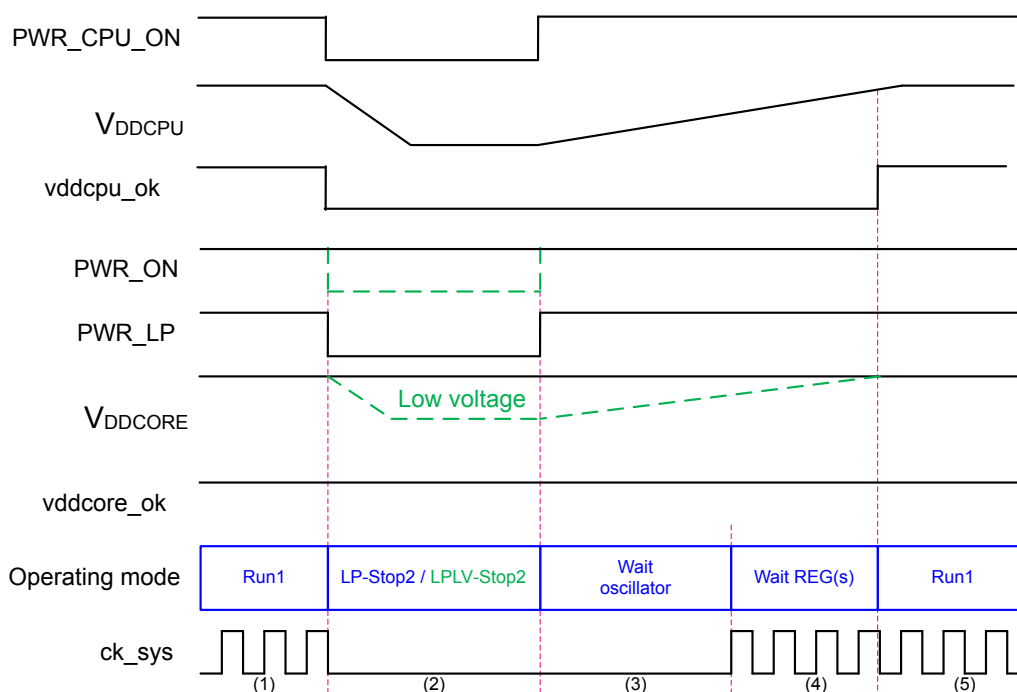 PWR_CPU_ON
VDDCPU
vddcpu_ok
PWR_ON
PWR_LP
Low voltage
VDDCORE
vddcore_ok
Operating mode
Run1
LP-Stop2 / LPLV-Stop2
Wait
oscillator
Wait REG(s)
Run1
ck_sys
(1)
(2)
(3)
(4)
(5)